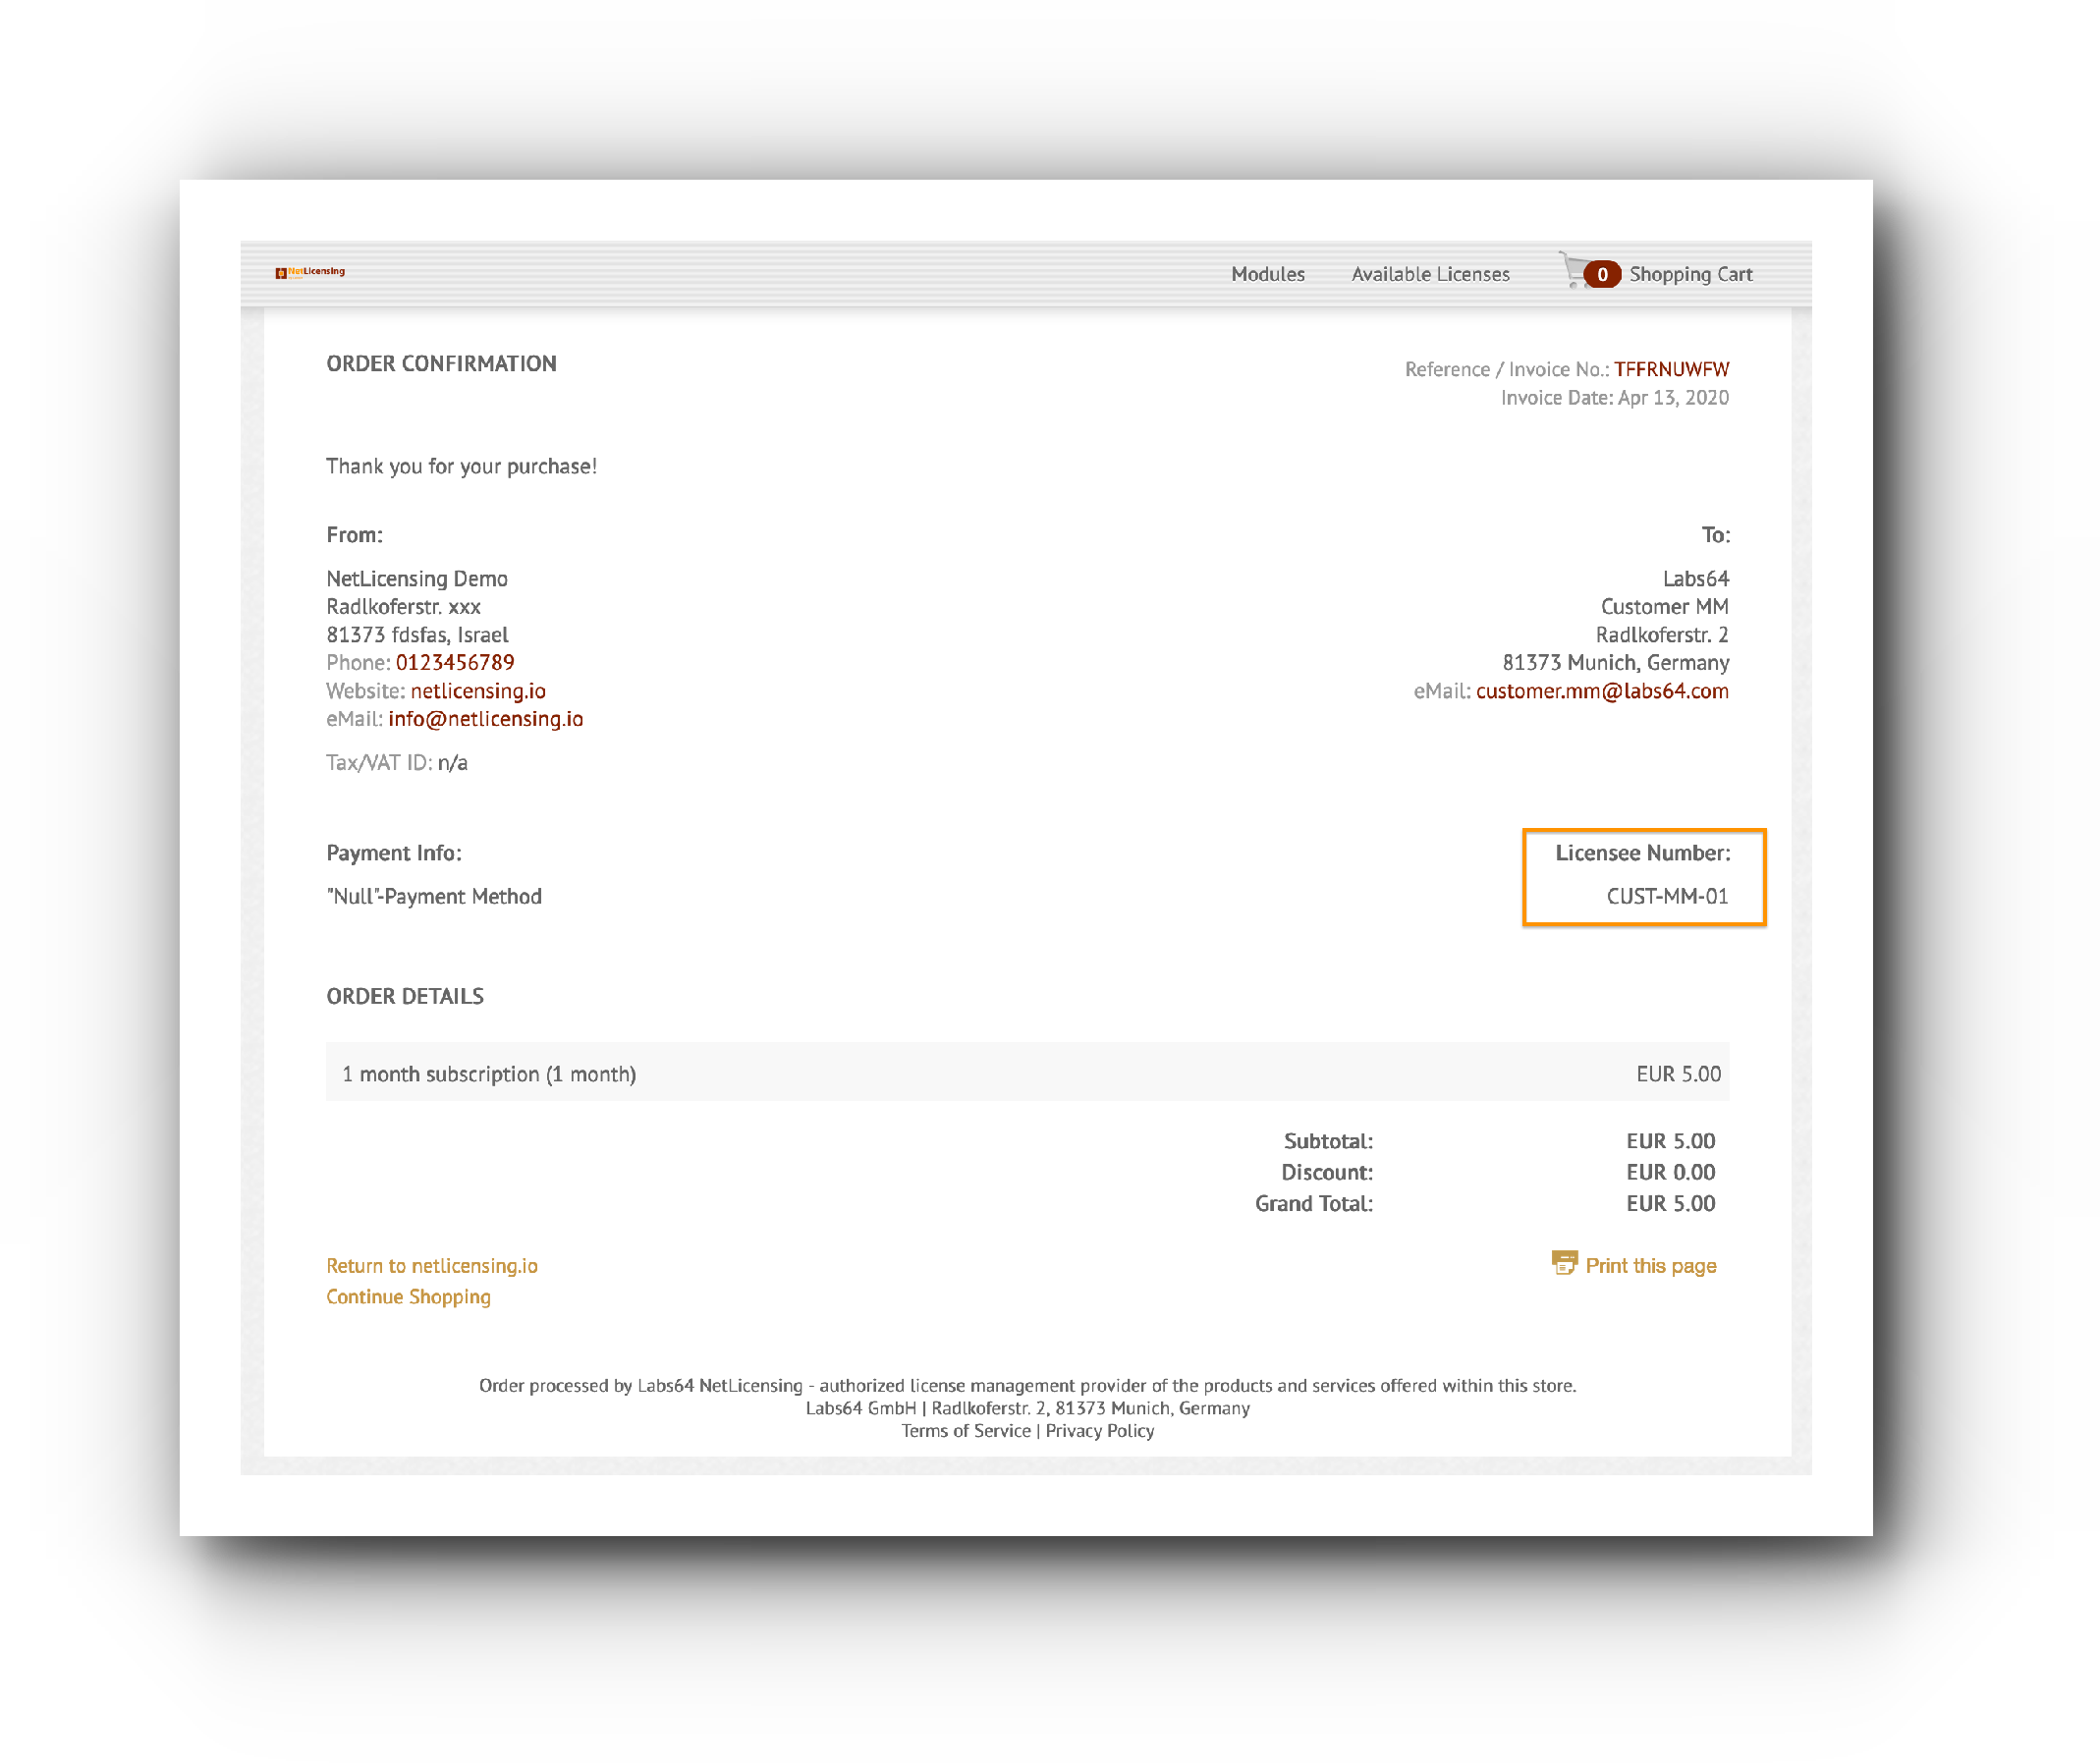 NetLicensing
Modules
Available Licenses
0 Shopping Cart
ORDER CONFIRMATION
Reference / Invoice No.: TFFRNUWFW
Invoice Date: Apr 13, 2020
Thank you for your purchase!
From:
NetLicensing Demo
Radlkoferstr. xxx
81373 fdsfas, Israel
Phone: 0123456789
Website: netlicensing.io
eMail: info@netlicensing.io
Tax/VAT ID: n/a
To:
Labs64
Customer MM
Radlkoferstr. 2
81373 Munich, Germany
eMail: customer.mm@labs64.com
Payment Info:
"Null"-Payment Method
Licensee Number:
CUST-MM-01
ORDER DETAILS
1 month subscription (1 month) EUR 5.00
Subtotal: EUR 5.00
Discount: EUR 0.00
Grand Total: EUR 5.00
Return to netlicensing.io
Continue Shopping
Print this page
Order processed by Labs64 NetLicensing - authorized license management provider of the products and services offered within this store.
Labs64 GmbH | Radlkoferstr. 2, 81373 Munich, Germany
Terms of Service | Privacy Policy